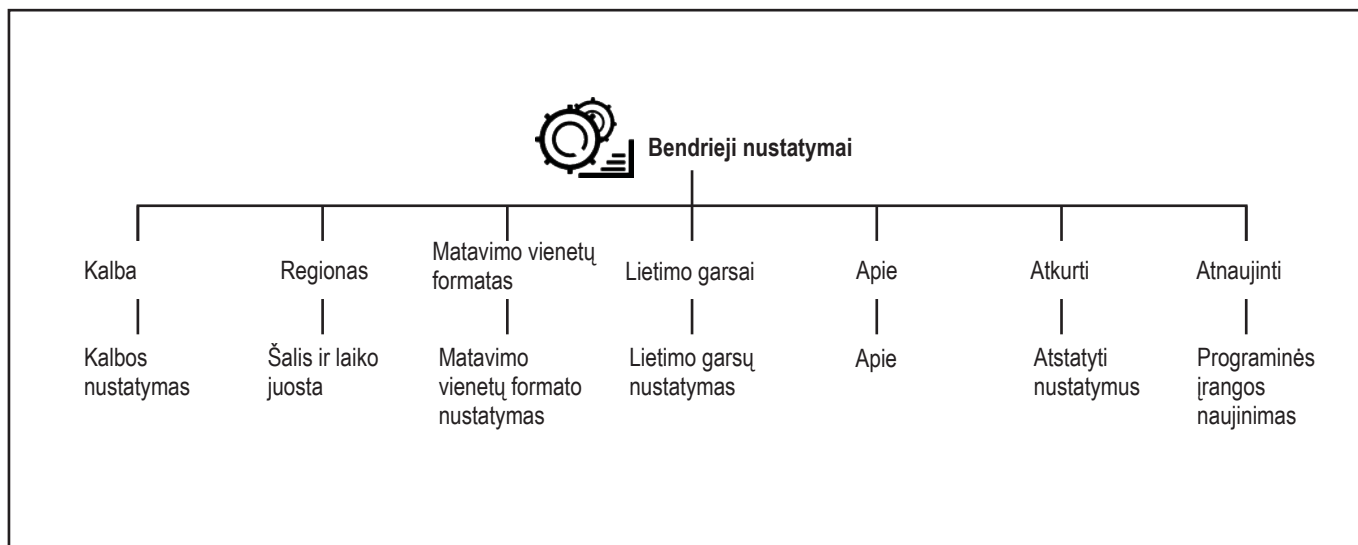 Bendrieji nustatymai
Kalba
Regionas
Matavimo vienetų
formatas
Lietimo garsai
Apie
Atkurti
Atnaujinti
Kalbos
nustatymas
Šalis ir laiko
juosta
Matavimo
vienetų formato
nustatymas
Lietimo garsų
nustatymas
Apie
Atstatyti
nustatymus
Programinės
įrangos
naujinimas